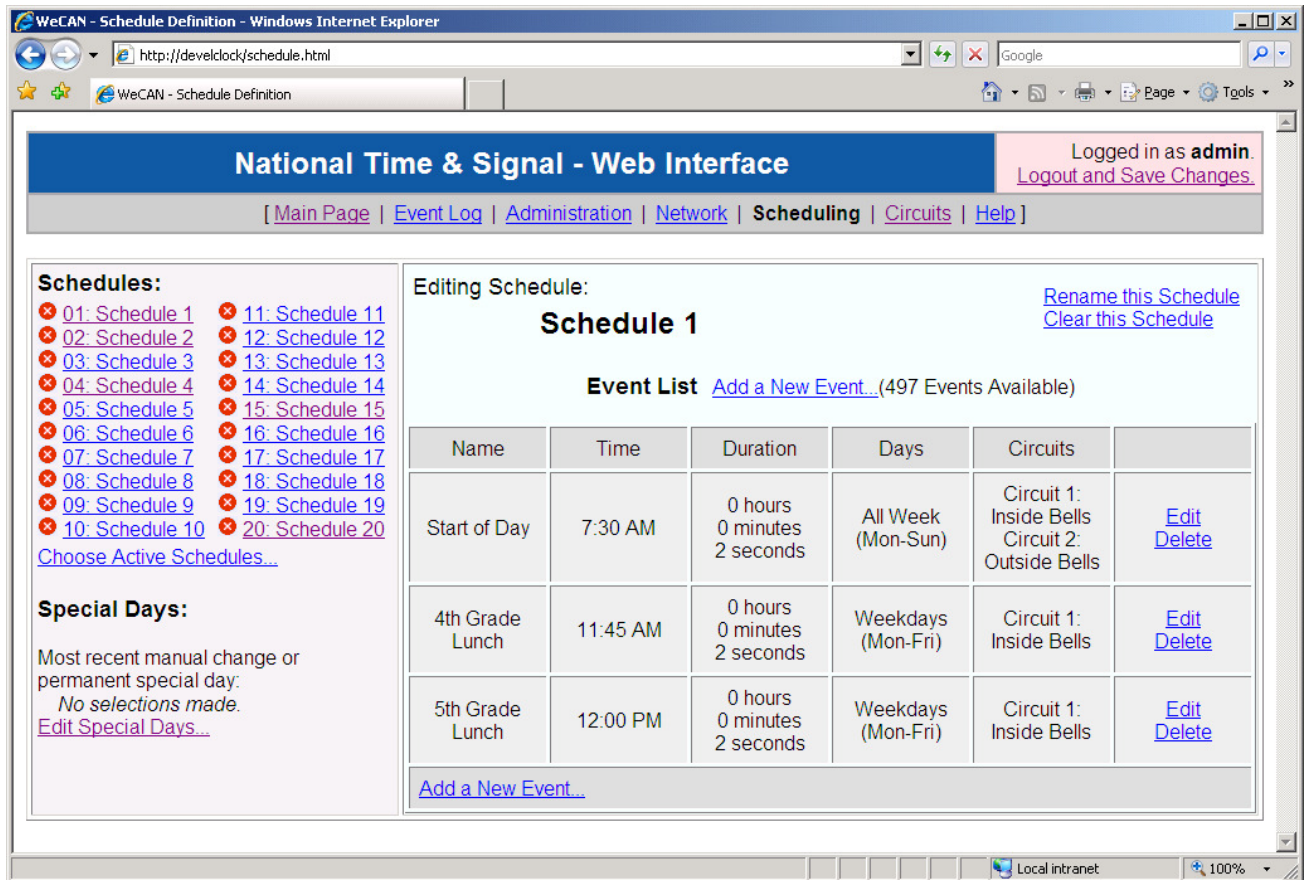 WeCAN - Schedule Definition - Windows Internet Explorer
http://develclock/schedule.html
Google
WeCAN - Schedule Definition
Page
Tools
»
National Time & Signal - Web Interface
Logged in as admin.
Logout and Save Changes.
[ Main Page | Event Log | Administration | Network | Scheduling | Circuits | Help ]
Schedules:
01: Schedule 1
02: Schedule 2
03: Schedule 3
04: Schedule 4
05: Schedule 5
06: Schedule 6
07: Schedule 7
08: Schedule 8
09: Schedule 9
10: Schedule 10
11: Schedule 11
12: Schedule 12
13: Schedule 13
14: Schedule 14
15: Schedule 15
16: Schedule 16
17: Schedule 17
18: Schedule 18
19: Schedule 19
20: Schedule 20
Choose Active Schedules...
Special Days:
Most recent manual change or
permanent special day:
No selections made.
Edit Special Days...
Editing Schedule:
Schedule 1
Rename this Schedule
Clear this Schedule
Event List Add a New Event...(497 Events Available)
Name Time Duration Days Circuits
Start of Day
7:30 AM
0 hours
0 minutes
2 seconds
All Week
(Mon-Sun)
Circuit 1:
Inside Bells
Circuit 2:
Outside Bells
Edit
Delete
4th Grade
Lunch
11:45 AM
0 hours
0 minutes
2 seconds
Weekdays
(Mon-Fri)
Circuit 1:
Inside Bells
Edit
Delete
5th Grade
Lunch
12:00 PM
0 hours
0 minutes
2 seconds
Weekdays
(Mon-Fri)
Circuit 1:
Inside Bells
Edit
Delete
Add a New Event...
Local intranet
100%